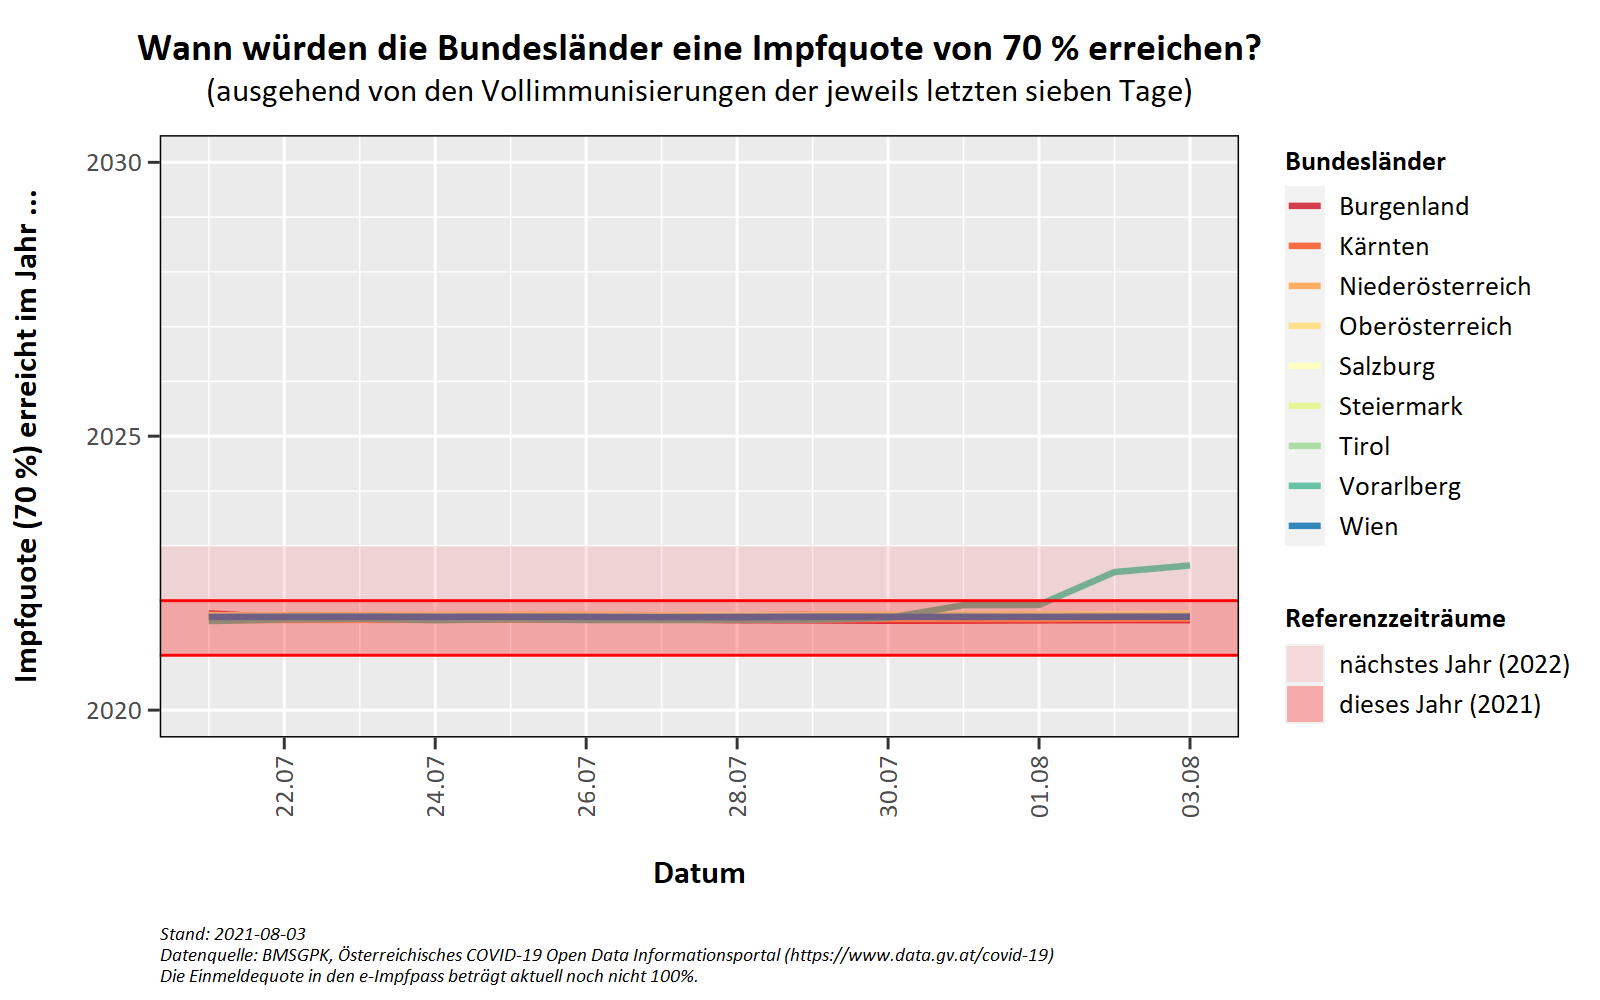 Wann würden die Bundesländer eine Impfquote von 70 % erreichen?
(ausgehend von den Vollimmunisierungen der jeweils letzten sieben Tage)
Impfquote (70 %) erreicht im Jahr ...
2030
2025
2020
22.07
24.07
26.07
28.07
30.07
01.08
03.08
Datum
Bundesländer
Burgenland
Kärnten
Niederösterreich
Oberösterreich
Salzburg
Steiermark
Tirol
Vorarlberg
Wien
Referenzzeiträume
nächstes Jahr (2022)
dieses Jahr (2021)
Stand: 2021-08-03
Datenquelle: BMSGPK, Österreichisches COVID-19 Open Data Informationsportal (https://www.data.gv.at/covid-19)
Die Einmeldequote in den e-Impfpass beträgt aktuell noch nicht 100%.